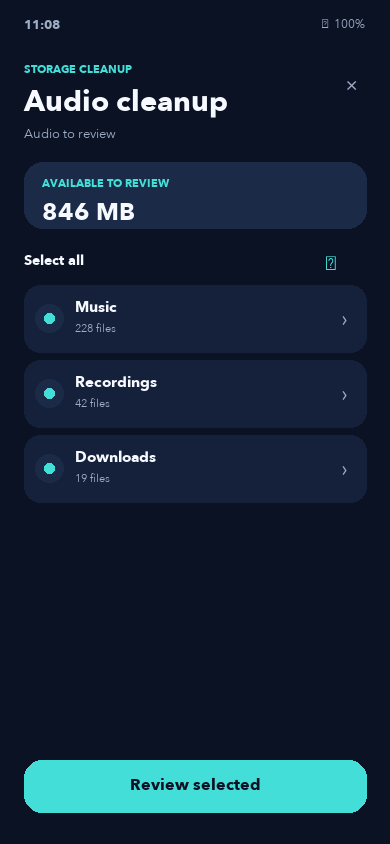 11:08
100%
STORAGE CLEANUP
Audio cleanup
Audio to review
AVAILABLE TO REVIEW
846 MB
Select all
Music
228 files
Recordings
42 files
Downloads
19 files
Review selected